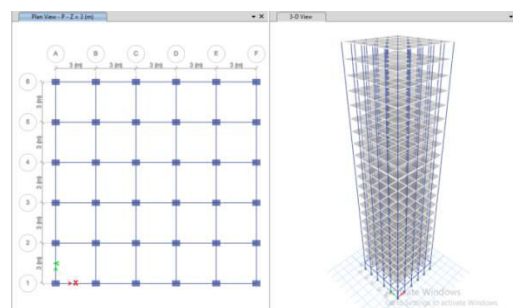 Plan View - P - Z = 3 (m)
3-D View
A B C D E F
3 (m) 3 (m) 3 (m) 3 (m) 3 (m)
6
3 (m)
5
3 (m)
4
3 (m)
3
3 (m)
2
3 (m)
1
X
Activate Windows
Go to Settings to activate Windows